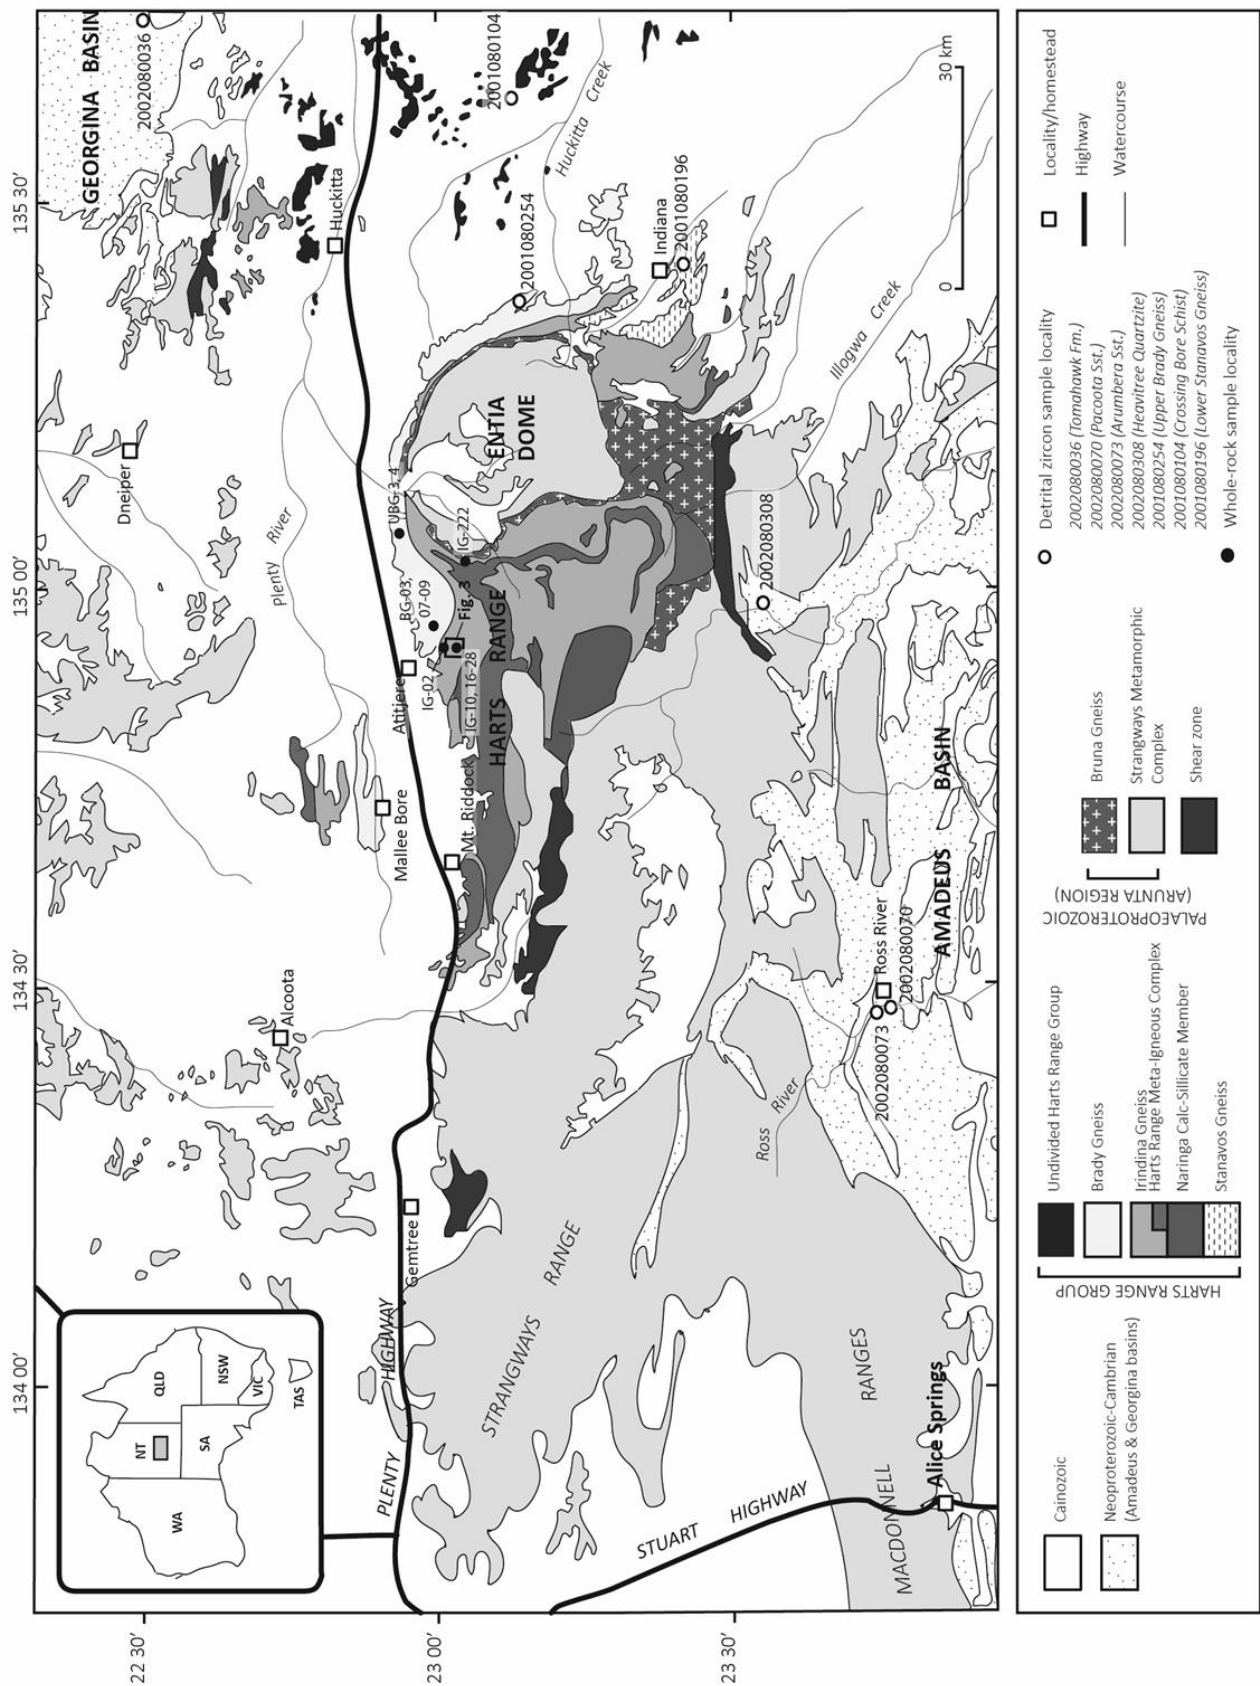 134 00'
134 30'
135 00'
135 30'
22 30'
23 00'
23 30'
WA
NT
SA
QLD
NSW
VIC
TAS
GEORGINA BASIN
2002080036
Alcoota
Dneiper
Plenty River
Huckitta
Mallee Bore
PLENTY HIGHWAY
Gemtree
Mt. Riddock
Atitjere
BG-03,
07-09
UBG-3, 4
IG-02
IG-10, 16-28
Fig. 3
IG-222
HARTS RANGE
ENTIA
DOME
2001080104
2001080254
Huckitta Creek
Indiana
2001080196
STRANGWAYS RANGE
STUART HIGHWAY
Ross River
2002080308
Illogwa Creek
MACDONNELL RANGES
Alice Springs
2002080073
Ross River
2002080070
AMADEUS BASIN
0
30 km
Cainozoic
Neoproterozoic-Cambrian
(Amadeus & Georgina basins)
HARTS RANGE GROUP
Undivided Harts Range Group
Brady Gneiss
Irindina Gneiss
Harts Range Meta-Igneous Complex
Naringa Calc-Sillicate Member
Stanavos Gneiss
PALAEOPROTEROZOIC
(ARUNTA REGION)
Bruna Gneiss
Strangways Metamorphic
Complex
Shear zone
Detrital zircon sample locality
2002080036 (Tomahawk Fm.)
2002080070 (Pacoota Sst.)
2002080073 (Arumbera Sst.)
2002080308 (Heavitree Quartzite)
2001080254 (Upper Brady Gneiss)
2001080104 (Crossing Bore Schist)
2001080196 (Lower Stanavos Gneiss)
Whole-rock sample locality
Locality/homestead
Highway
Watercourse